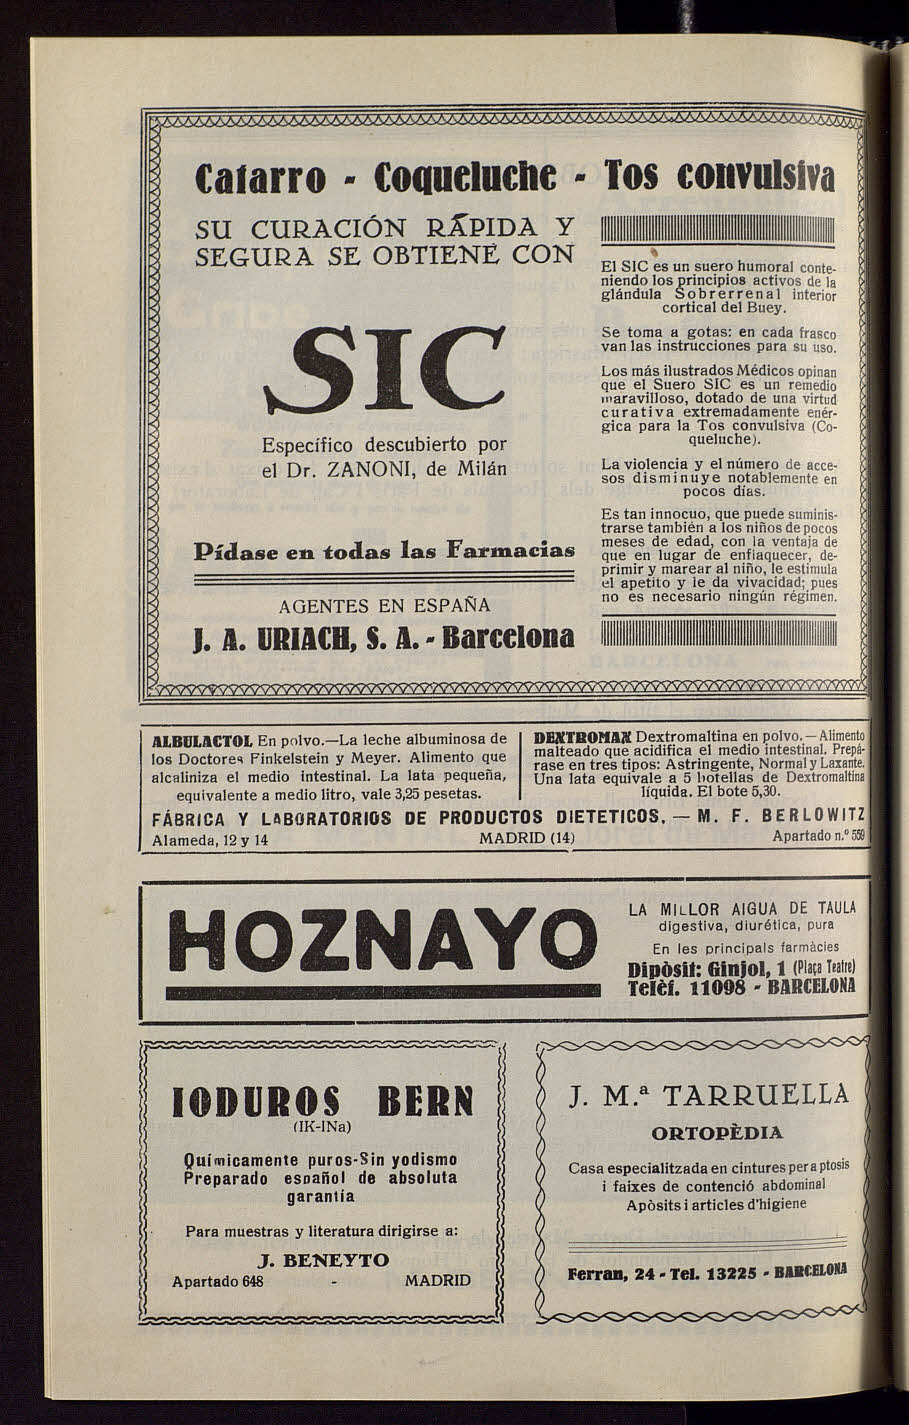 Catarro - Coqueluche - Tos convulsiva
SU CURACIÓN RÁPIDA Y
SEGURA SE OBTIENE CON
SIC
Específico descubierto por
el Dr. ZANONI, de Milán
Pídase en todas las Farmacias
AGENTES EN ESPAÑA
J. A. URIACH, S. A. - Barcelona
El SIC es un suero humoral conte-
niendo los principios activos de la
glándula Sobrerrenal interior
cortical del Buey.
Se toma a gotas: en cada frasco
van las instrucciones para su uso.
Los más ilustrados Médicos opinan
que el Suero SIC es un remedio
maravilloso, dotado de una virtud
curativa extremadamente enér-
gica para la Tos convulsiva (Co-
queluche).
La violencia y el número de acce-
sos disminuye notablemente en
pocos días.
Es tan innocuo, que puede suminis-
trarse también a los niños de pocos
meses de edad, con la ventaja de
que en lugar de enflaquecer, de-
primir y marear al niño, le estimula
el apetito y le da vivacidad; pues
no es necesario ningún régimen.
ALBULACTOL En polvo.—La leche albuminosa de
los Doctores Finkelstein y Meyer. Alimento que
alcaliniza el medio intestinal. La lata pequeña,
equivalente a medio litro, vale 3,25 pesetas.
DEXTROMAX Dextromaltina en polvo.—Alimento
malteado que acidifica el medio intestinal. Prepá-
rase en tres tipos: Astringente, Normal y Laxante.
Una lata equivale a 5 botellas de Dextromaltina
líquida. El bote 5,30.
FÁBRICA Y LABORATORIOS DE PRODUCTOS DIETETICOS, — M. F. BERLOWITZ
Alameda, 12 y 14 MADRID (14) Apartado n.º 559
HOZNAYO
LA MILLOR AIGUA DE TAULA
digestiva, diurética, pura
En les principals farmàcies
Dipòsit: Ginjol, 1 (Plaça Teatre)
Telèf. 11098 - BARCELONA
IODUROS BERN
(IK-INa)
Químicamente puros-Sin yodismo
Preparado español de absoluta
garantía
Para muestras y literatura dirigirse a:
J. BENEYTO
Apartado 648 - MADRID
J. M.ª TARRUELLA
ORTOPÈDIA
Casa especialitzada en cintures per a ptosis
i faixes de contenció abdominal
Apòsits i articles d'higiene
Ferran, 24 - Tel. 13225 - BARCELONA